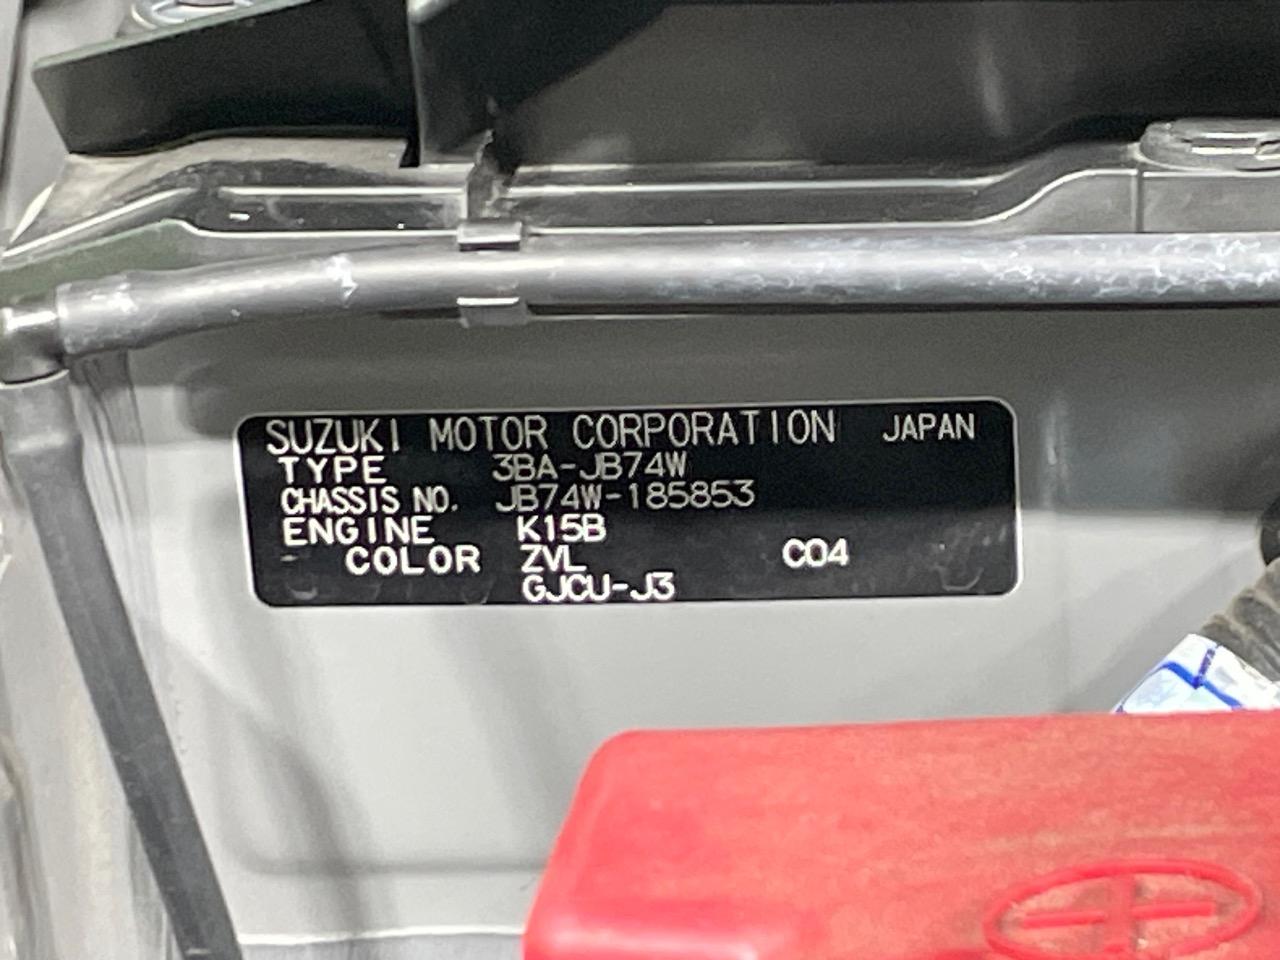 SUZUKI MOTOR CORPORATION JAPAN
TYPE 3BA-JB74W
CHASSIS NO. JB74W-185853
ENGINE K15B
COLOR ZVL C04
GJCU-J3